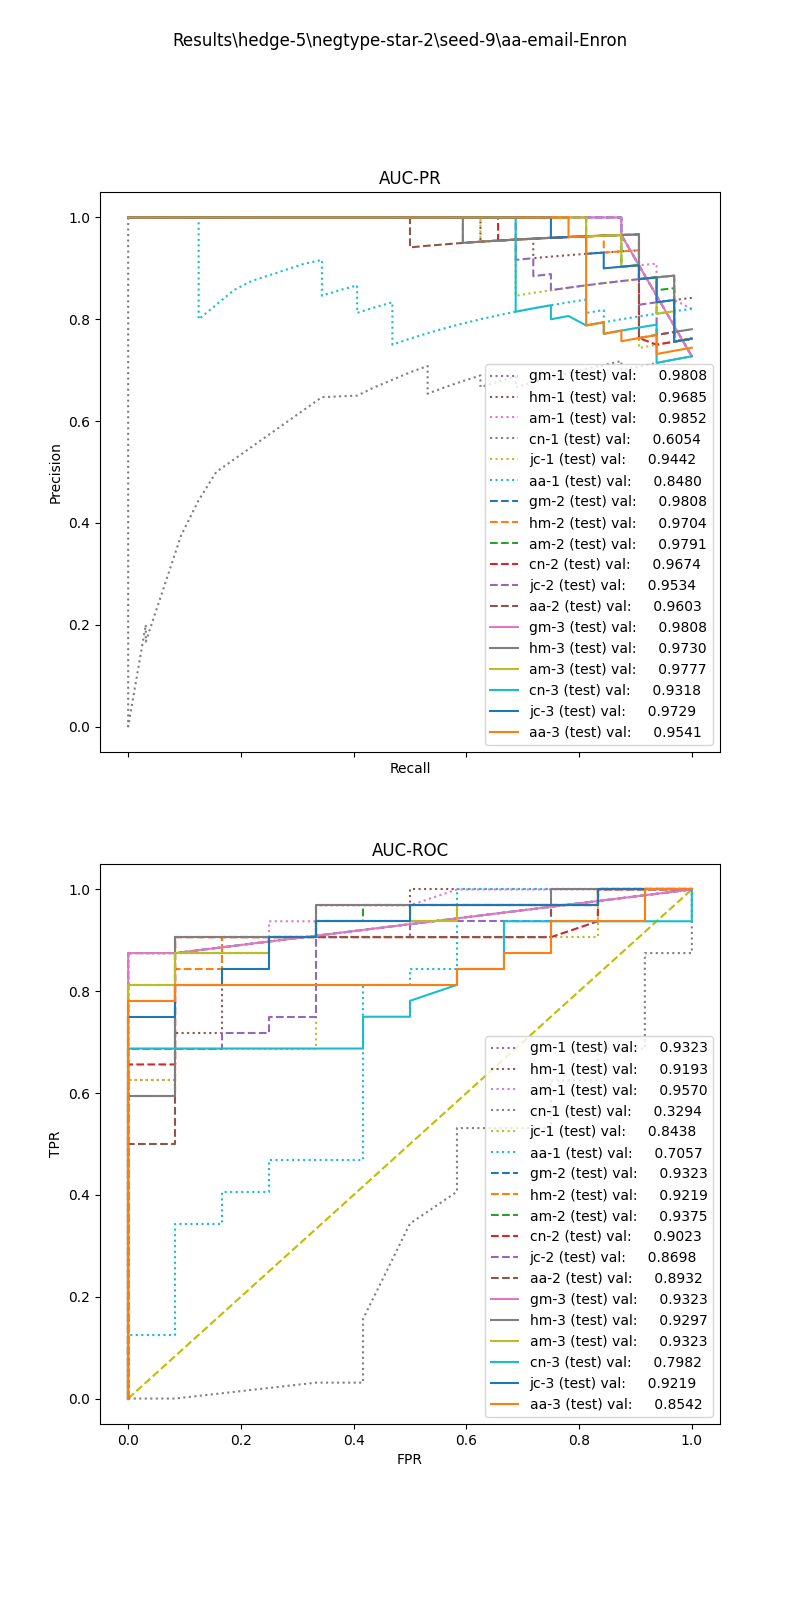 Results\hedge-5\negtype-star-2\seed-9\aa-email-Enron
AUC-PR
1.0
0.8
0.6
0.4
0.2
0.0
Precision
gm-1 (test) val: 0.9808
hm-1 (test) val: 0.9685
am-1 (test) val: 0.9852
cn-1 (test) val: 0.6054
jc-1 (test) val: 0.9442
aa-1 (test) val: 0.8480
gm-2 (test) val: 0.9808
hm-2 (test) val: 0.9704
am-2 (test) val: 0.9791
cn-2 (test) val: 0.9674
jc-2 (test) val: 0.9534
aa-2 (test) val: 0.9603
gm-3 (test) val: 0.9808
hm-3 (test) val: 0.9730
am-3 (test) val: 0.9777
cn-3 (test) val: 0.9318
jc-3 (test) val: 0.9729
aa-3 (test) val: 0.9541
Recall
AUC-ROC
1.0
0.8
0.6
0.4
0.2
0.0
TPR
gm-1 (test) val: 0.9323
hm-1 (test) val: 0.9193
am-1 (test) val: 0.9570
cn-1 (test) val: 0.3294
jc-1 (test) val: 0.8438
aa-1 (test) val: 0.7057
gm-2 (test) val: 0.9323
hm-2 (test) val: 0.9219
am-2 (test) val: 0.9375
cn-2 (test) val: 0.9023
jc-2 (test) val: 0.8698
aa-2 (test) val: 0.8932
gm-3 (test) val: 0.9323
hm-3 (test) val: 0.9297
am-3 (test) val: 0.9323
cn-3 (test) val: 0.7982
jc-3 (test) val: 0.9219
aa-3 (test) val: 0.8542
0.0 0.2 0.4 0.6 0.8 1.0
FPR